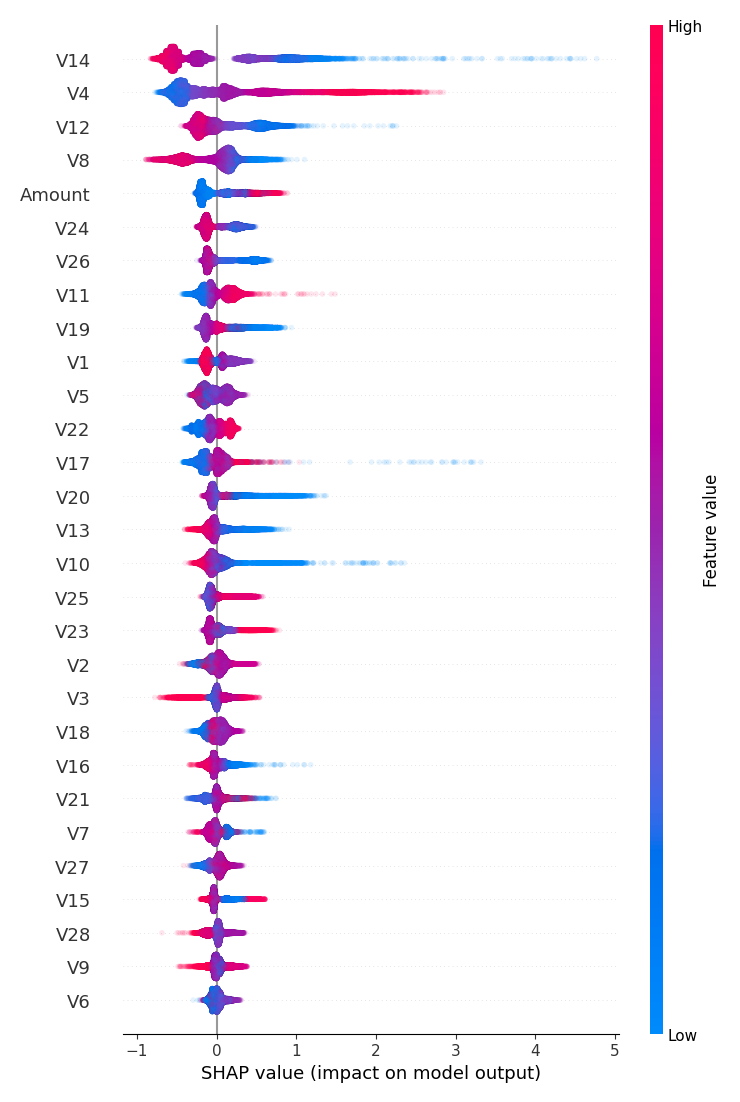 High
V14
V4
V12
V8
Amount
V24
V26
V11
V19
V1
V5
V22
V17
V20
V13
V10
V25
V23
V2
V3
V18
V16
V21
V7
V27
V15
V28
V9
V6
Feature value
Low
−1 0 1 2 3 4 5
SHAP value (impact on model output)